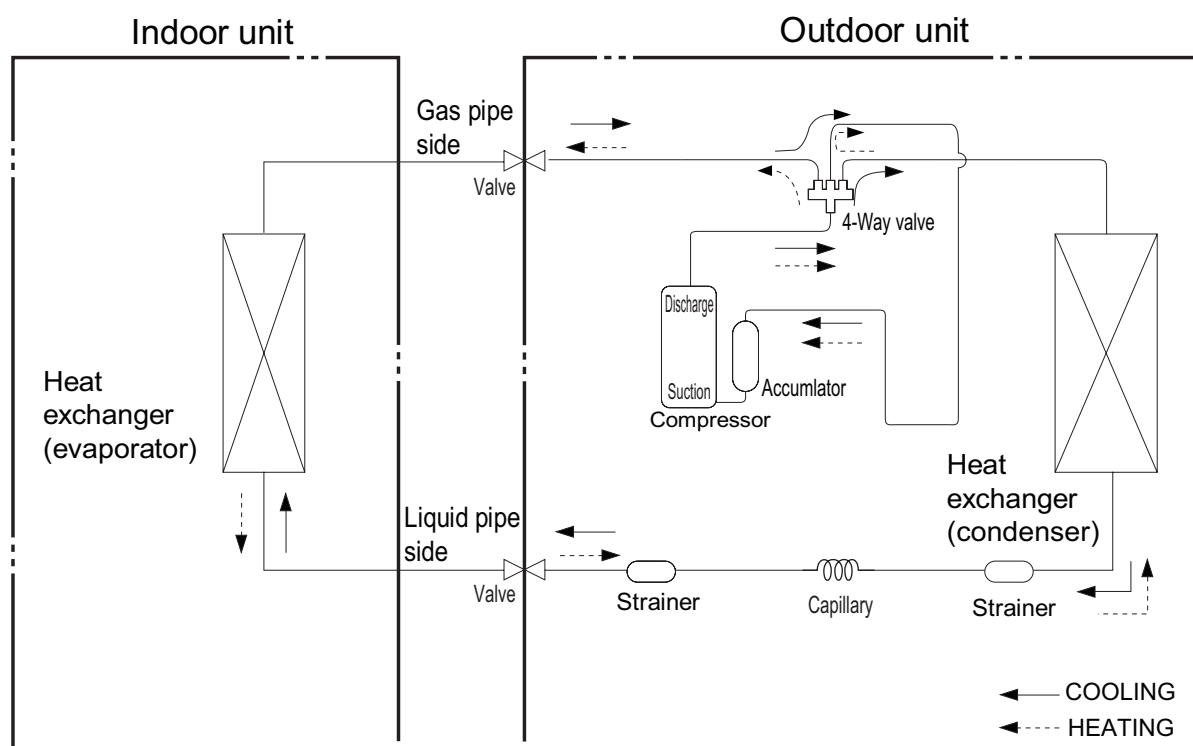 Indoor unit
Outdoor unit
Gas pipe
side
Valve
4-Way valve
Discharge
Suction
Compressor
Accumlator
Heat
exchanger
(evaporator)
Heat
exchanger
(condenser)
Liquid pipe
side
Valve
Strainer
Capillary
Strainer
COOLING
HEATING